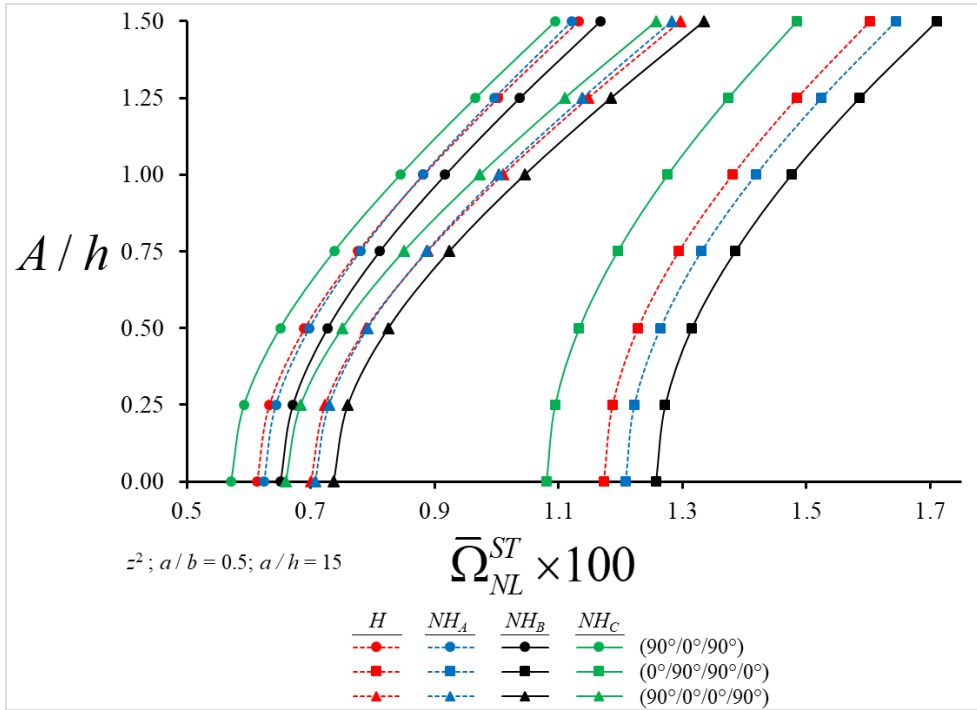 1.50
1.25
1.00
A / h
0.75
0.50
0.25
0.00
0.5 0.7 0.9 1.1 1.3 1.5 1.7
z² ; a / b = 0.5; a / h = 15
Ω̅_NL^ST ×100
H NH_A NH_B NH_C
(90°/0°/90°)
(0°/90°/90°/0°)
(90°/0°/0°/90°)